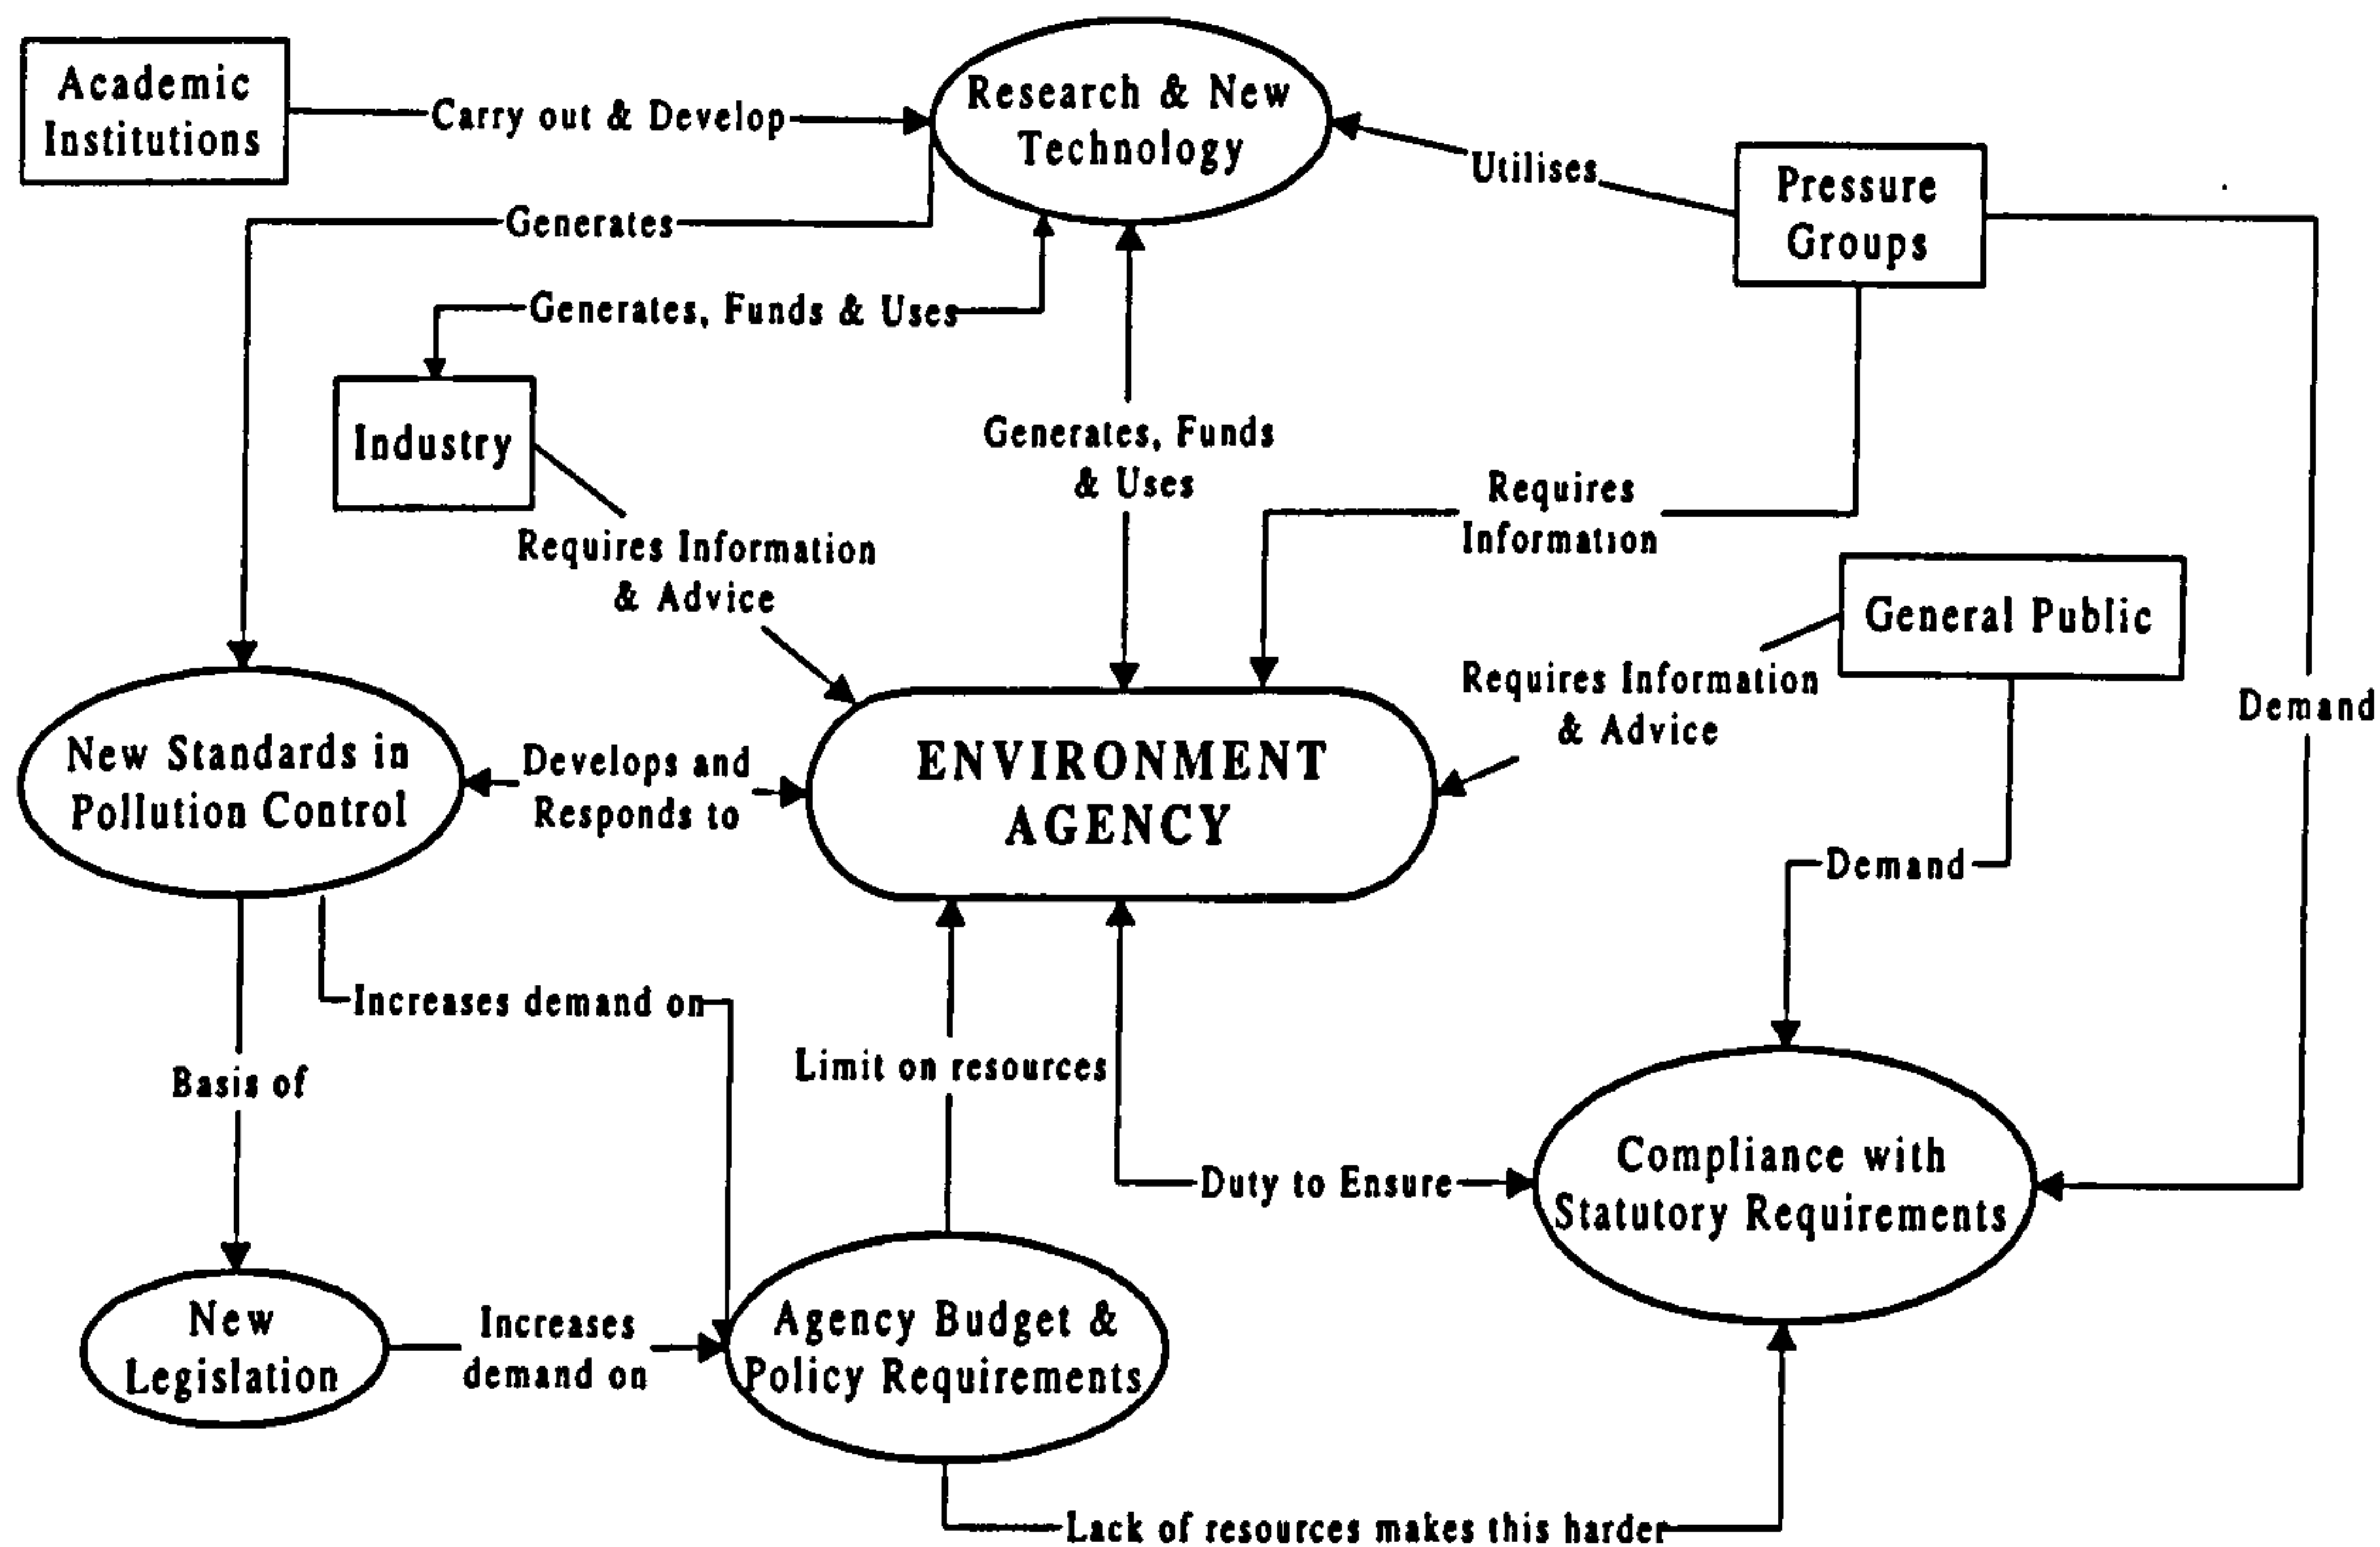 Academic
Institutions
Carry out & Develop
Research & New
Technology
Utilises
Pressure
Groups
Generates
Generates, Funds & Uses
Industry
Generates, Funds
& Uses
Requires
Information
Requires Information
& Advice
General Public
Requires Information
& Advice
Demand
New Standards in
Pollution Control
Develops and
Responds to
ENVIRONMENT
AGENCY
Demand
Increases demand on
Basis of
Limit on resources
Duty to Ensure
Compliance with
Statutory Requirements
New
Legislation
Increases
demand on
Agency Budget &
Policy Requirements
Lack of resources makes this harder